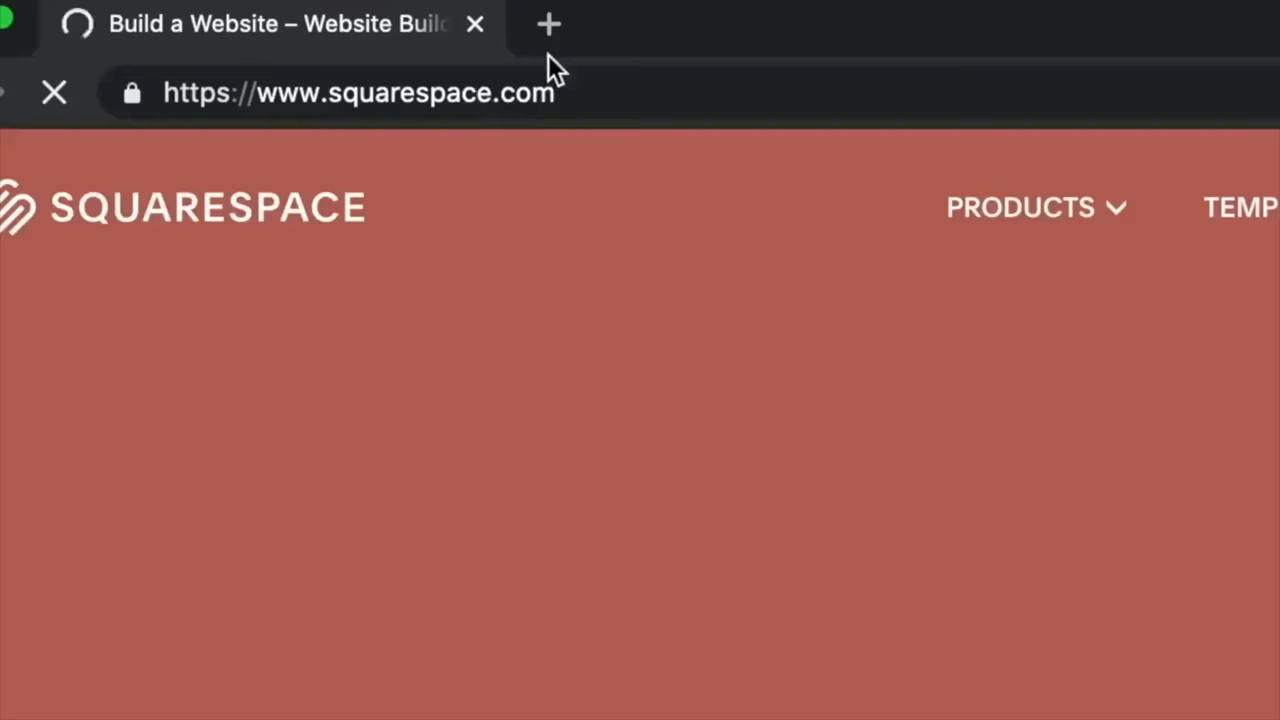 Build a Website – Website Buil
https://www.squarespace.com
SQUARESPACE
PRODUCTS
TEMP